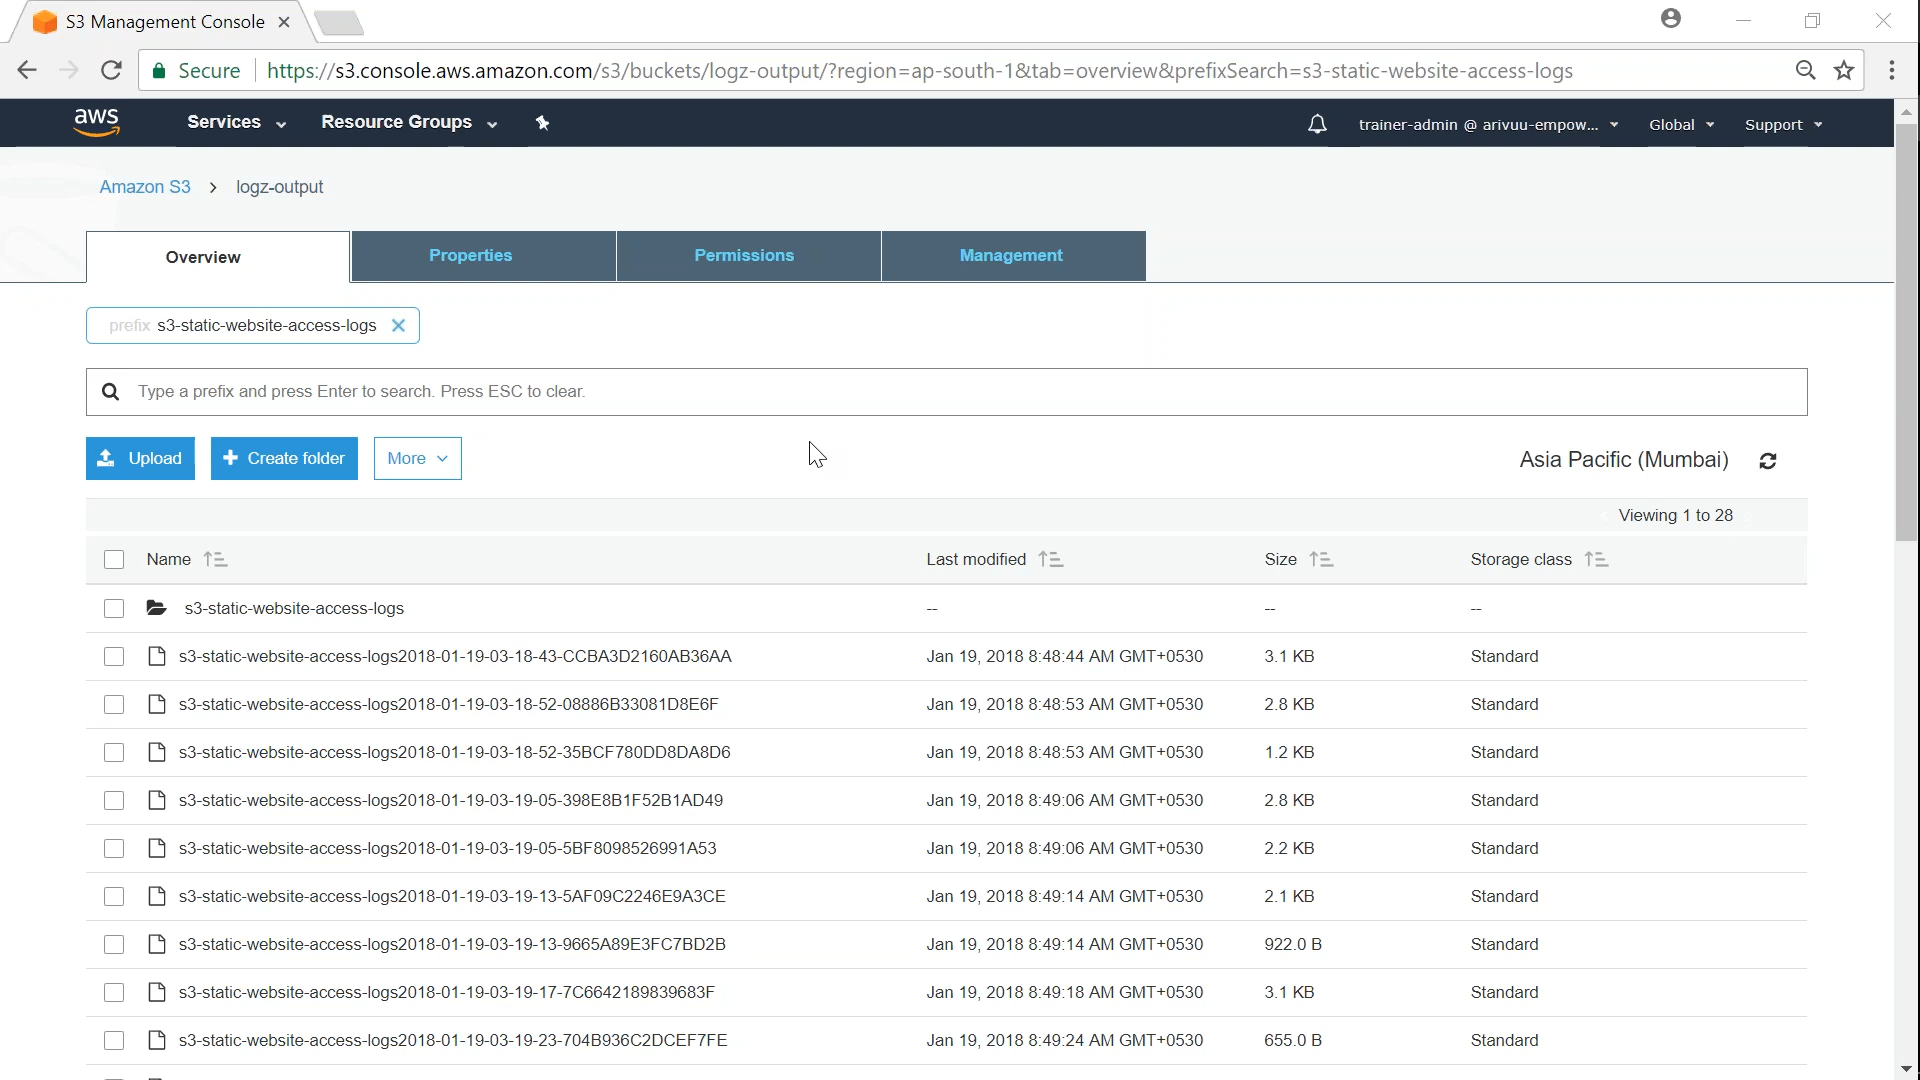 S3 Management Console
Secure https://s3.console.aws.amazon.com/s3/buckets/logz-output/?region=ap-south-1&tab=overview&prefixSearch=s3-static-website-access-logs
aws Services Resource Groups trainer-admin @ arivuu-empow... Global Support
Amazon S3 > logz-output
Overview Properties Permissions Management
prefix s3-static-website-access-logs
Type a prefix and press Enter to search. Press ESC to clear.
Upload + Create folder More Asia Pacific (Mumbai)
Viewing 1 to 28
Name Last modified Size Storage class
s3-static-website-access-logs -- -- --
s3-static-website-access-logs2018-01-19-03-18-43-CCBA3D2160AB36AA Jan 19, 2018 8:48:44 AM GMT+0530 3.1 KB Standard
s3-static-website-access-logs2018-01-19-03-18-52-08886B33081D8E6F Jan 19, 2018 8:48:53 AM GMT+0530 2.8 KB Standard
s3-static-website-access-logs2018-01-19-03-18-52-35BCF780DD8DA8D6 Jan 19, 2018 8:48:53 AM GMT+0530 1.2 KB Standard
s3-static-website-access-logs2018-01-19-03-19-05-398E8B1F52B1AD49 Jan 19, 2018 8:49:06 AM GMT+0530 2.8 KB Standard
s3-static-website-access-logs2018-01-19-03-19-05-5BF8098526991A53 Jan 19, 2018 8:49:06 AM GMT+0530 2.2 KB Standard
s3-static-website-access-logs2018-01-19-03-19-13-5AF09C2246E9A3CE Jan 19, 2018 8:49:14 AM GMT+0530 2.1 KB Standard
s3-static-website-access-logs2018-01-19-03-19-13-9665A89E3FC7BD2B Jan 19, 2018 8:49:14 AM GMT+0530 922.0 B Standard
s3-static-website-access-logs2018-01-19-03-19-17-7C6642189839683F Jan 19, 2018 8:49:18 AM GMT+0530 3.1 KB Standard
s3-static-website-access-logs2018-01-19-03-19-23-704B936C2DCEF7FE Jan 19, 2018 8:49:24 AM GMT+0530 655.0 B Standard